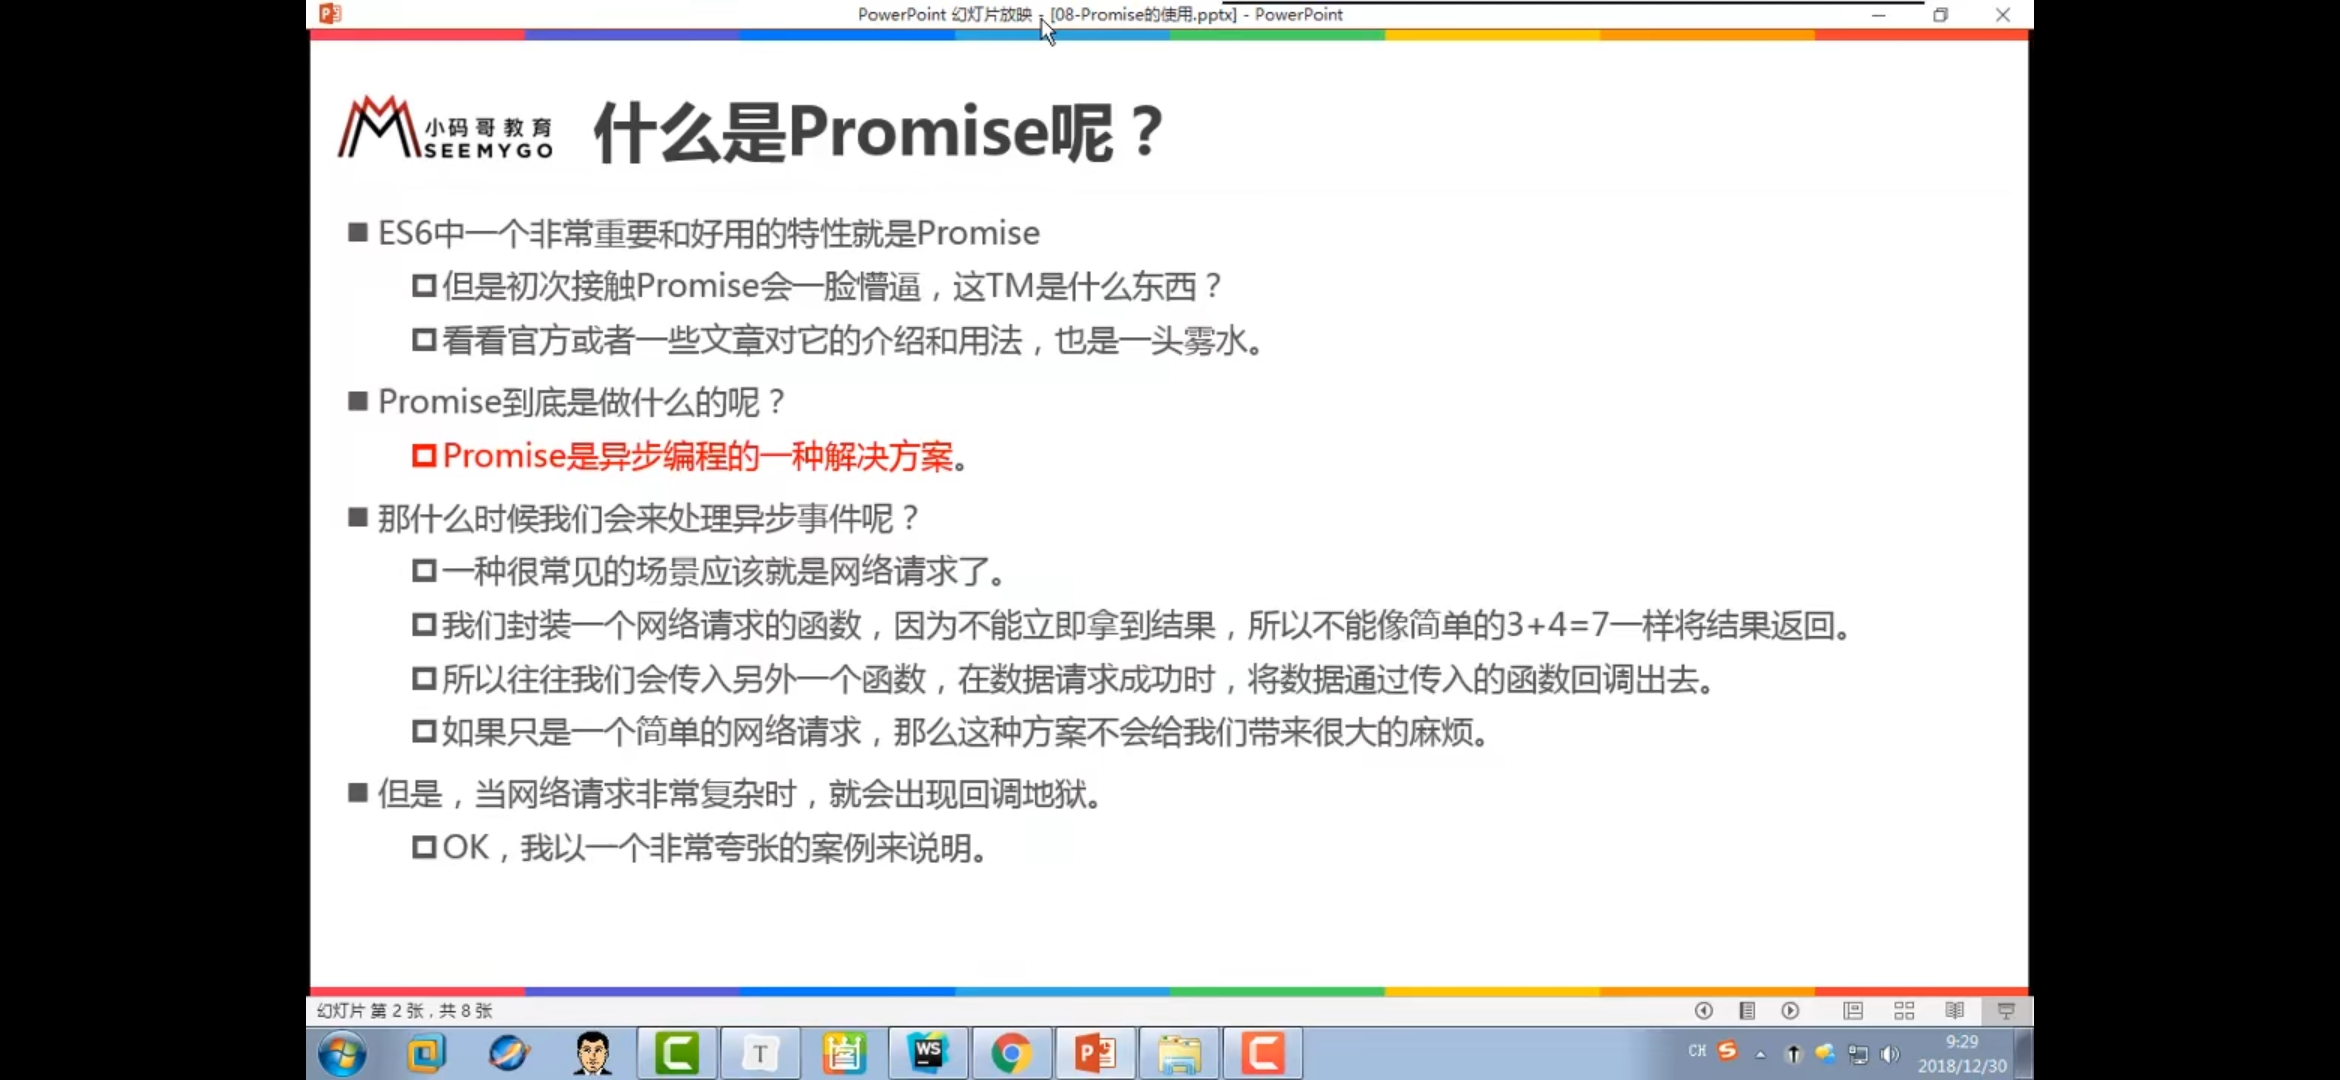 PowerPoint 幻灯片放映 - [08-Promise的使用.pptx] - PowerPoint
小码哥教育
SEEMYGO
什么是Promise呢？
ES6中一个非常重要和好用的特性就是Promise
但是初次接触Promise会一脸懵逼，这TM是什么东西？
看看官方或者一些文章对它的介绍和用法，也是一头雾水。
Promise到底是做什么的呢？
Promise是异步编程的一种解决方案。
那什么时候我们会来处理异步事件呢？
一种很常见的场景应该就是网络请求了。
我们封装一个网络请求的函数，因为不能立即拿到结果，所以不能像简单的3+4=7一样将结果返回。
所以往往我们会传入另外一个函数，在数据请求成功时，将数据通过传入的函数回调出去。
如果只是一个简单的网络请求，那么这种方案不会给我们带来很大的麻烦。
但是，当网络请求非常复杂时，就会出现回调地狱。
OK，我以一个非常夸张的案例来说明。
幻灯片 第 2 张，共 8 张
T
WS
CH
9:29
2018/12/30